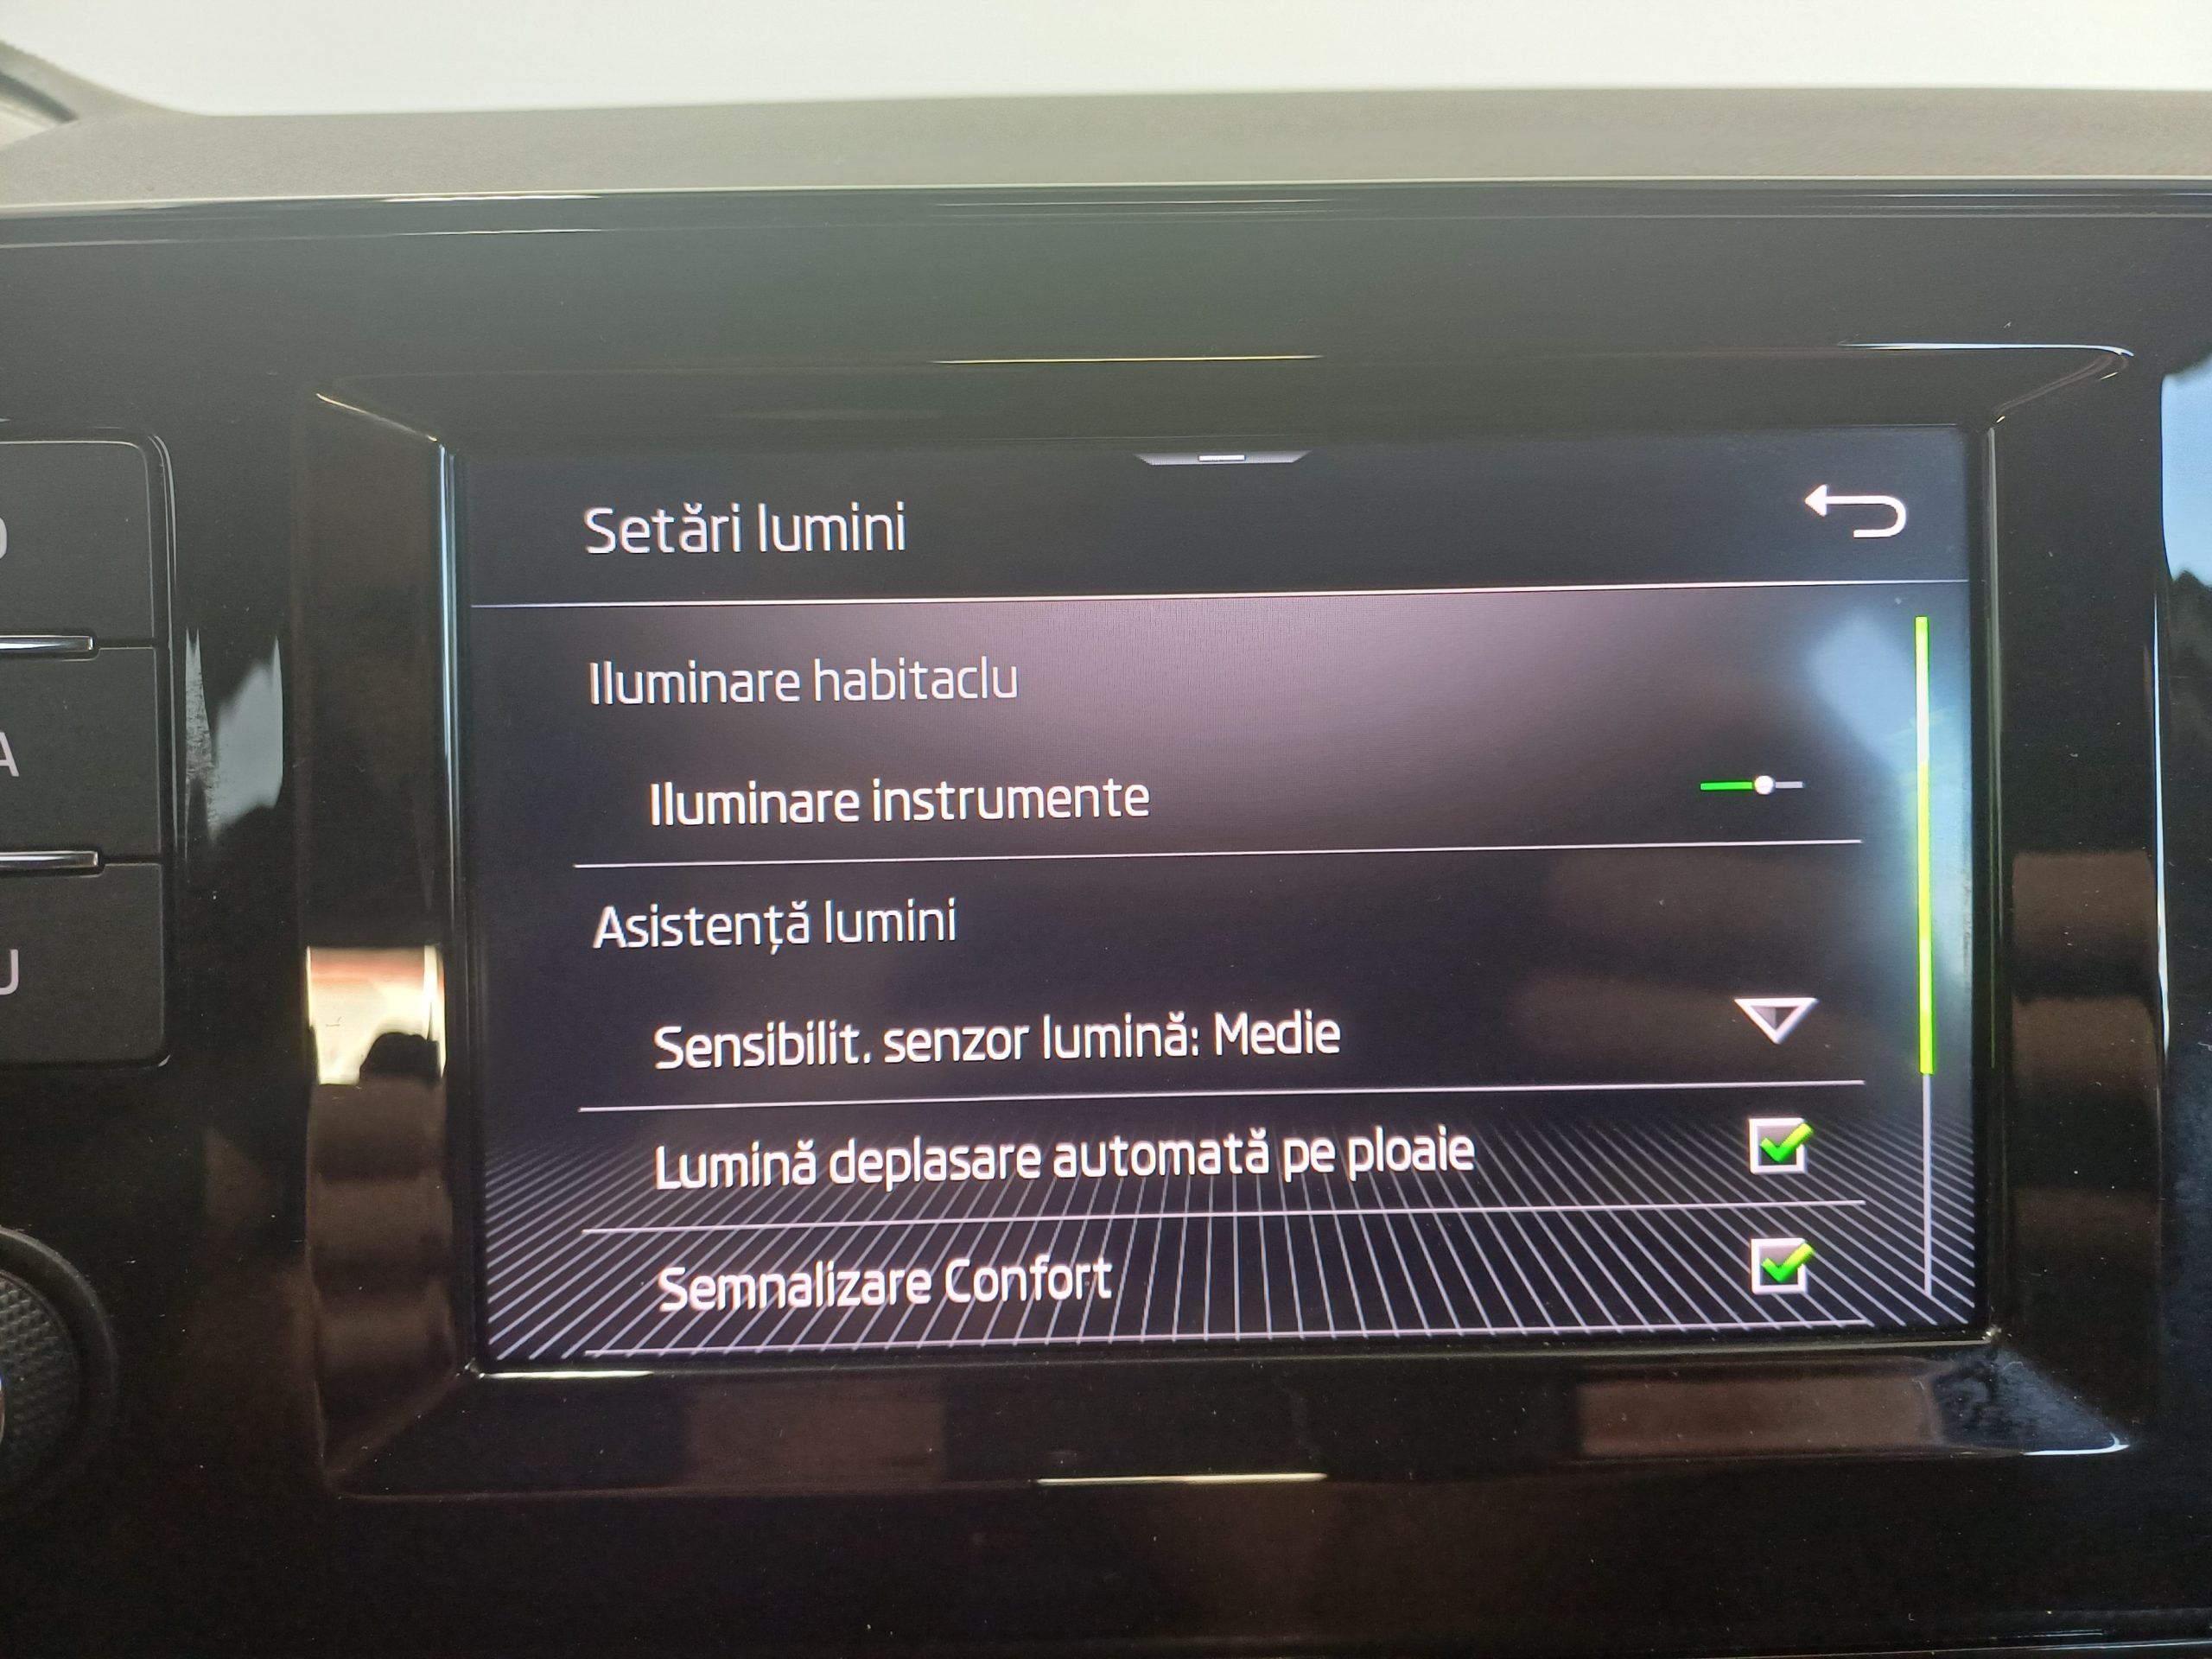 Setări lumini
Iluminare habitaclu
Iluminare instrumente
Asistență lumini
Sensibilit. senzor lumină: Medie
Lumină deplasare automată pe ploaie
Semnalizare Confort